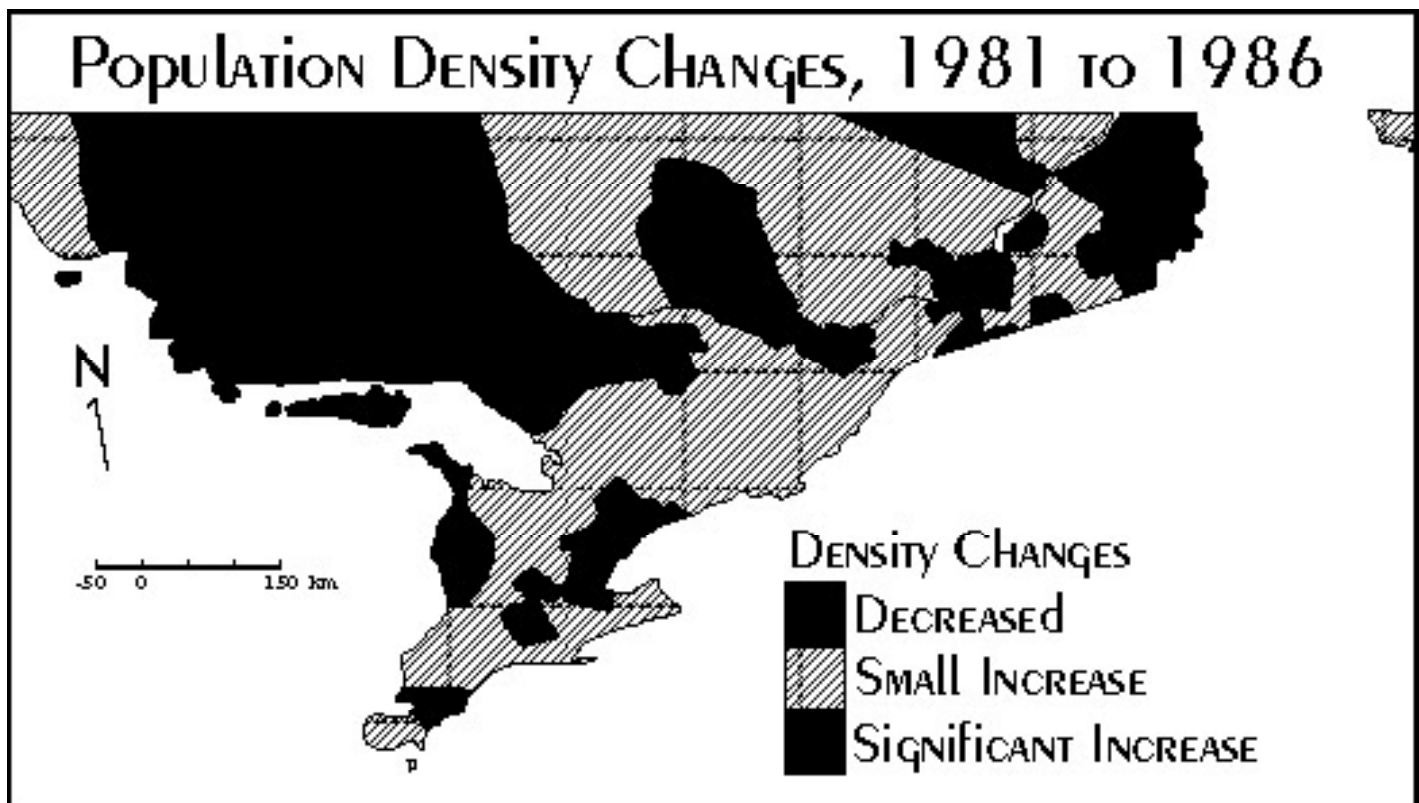 Population Density Changes, 1981 to 1986
N
-50 0 150 km
Density Changes
Decreased
Small Increase
Significant Increase
p